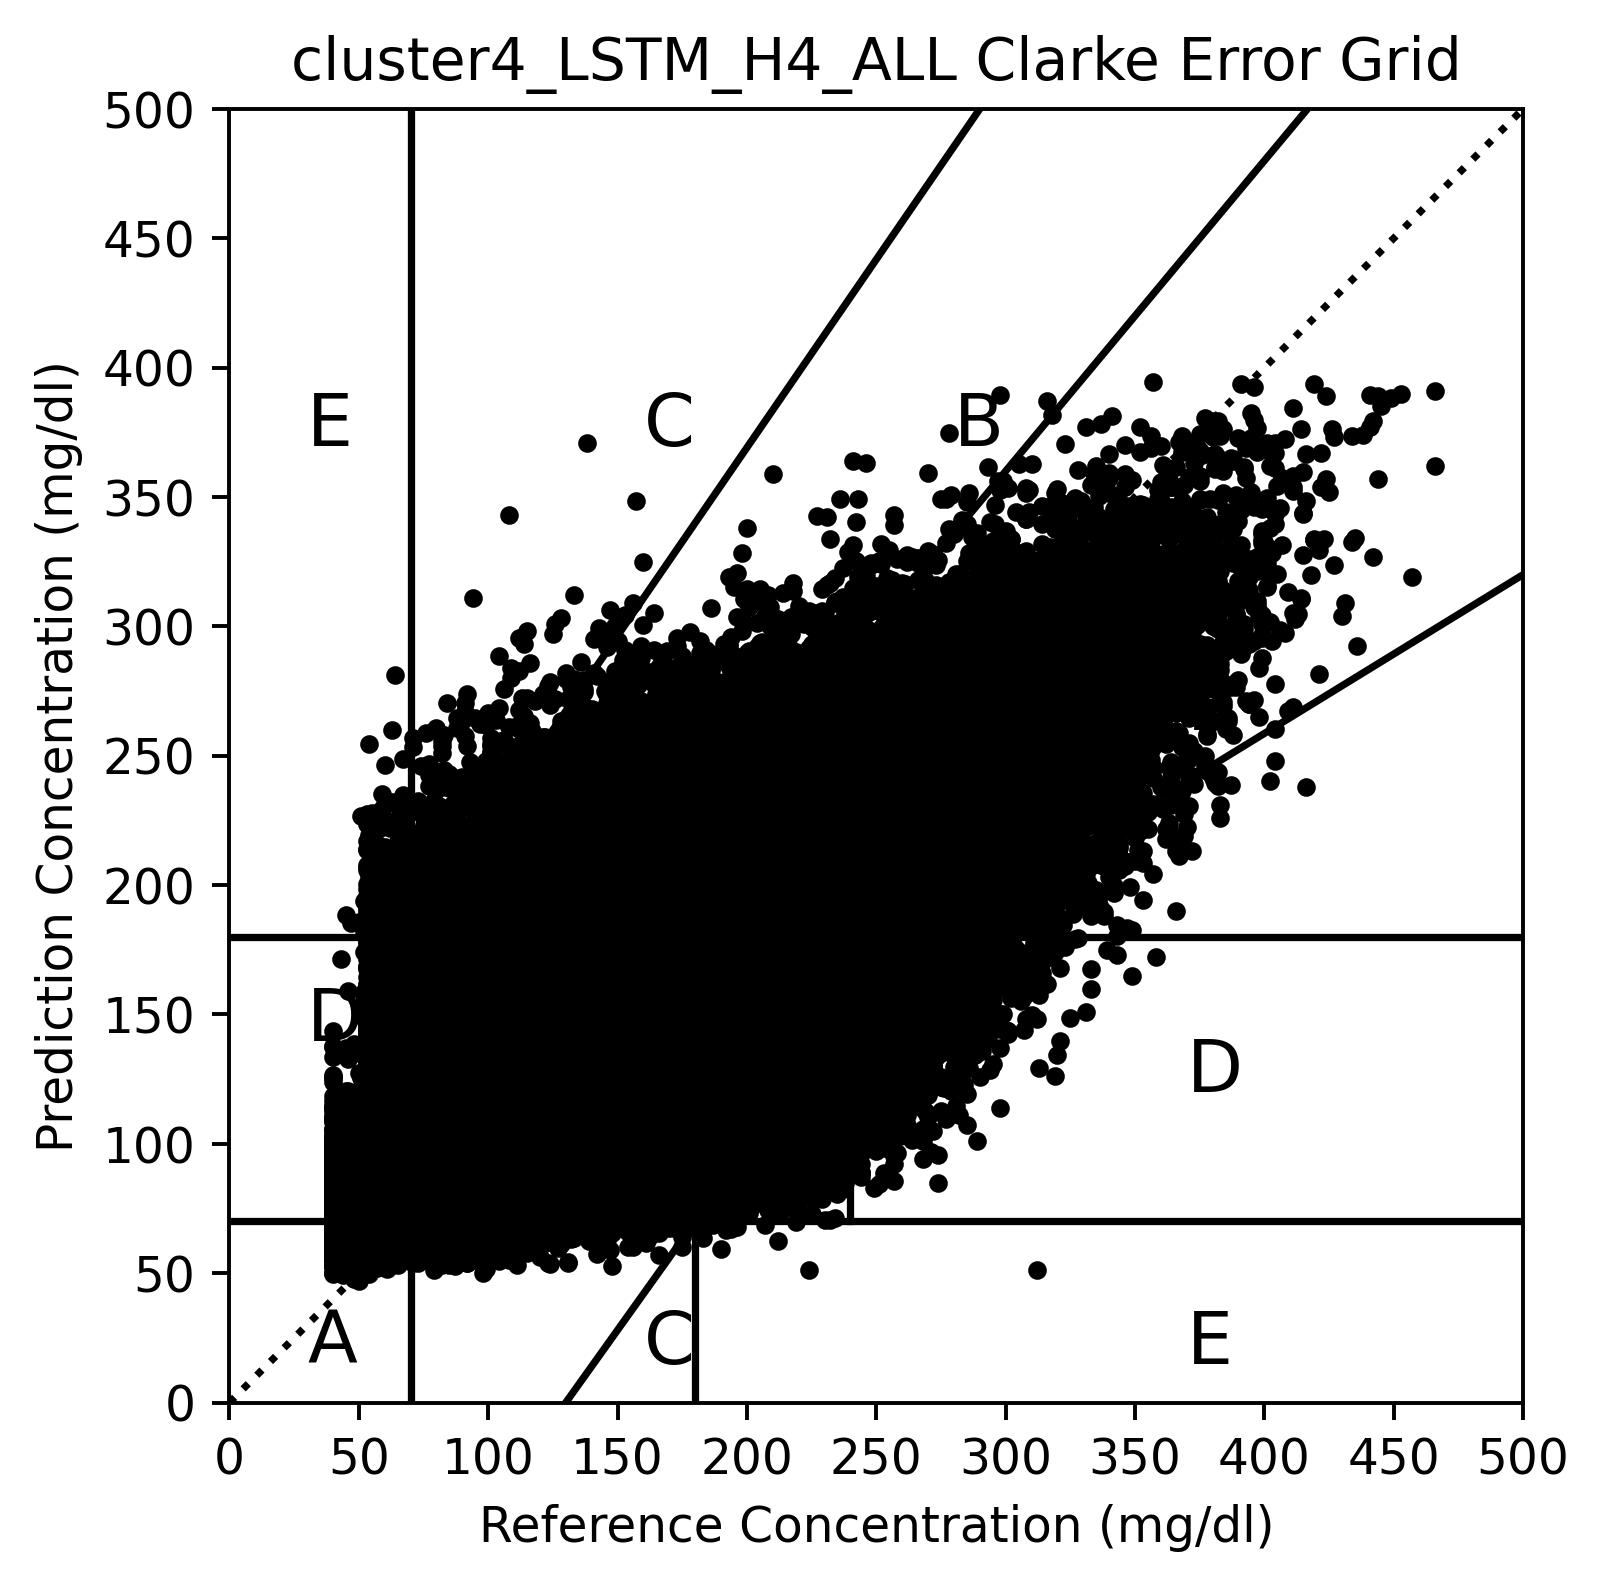 cluster4_LSTM_H4_ALL Clarke Error Grid
500
450
400
350
300
250
200
150
100
50
0
Prediction Concentration (mg/dl)
E
C
B
D
D
A
C
E
0 50 100 150 200 250 300 350 400 450 500
Reference Concentration (mg/dl)